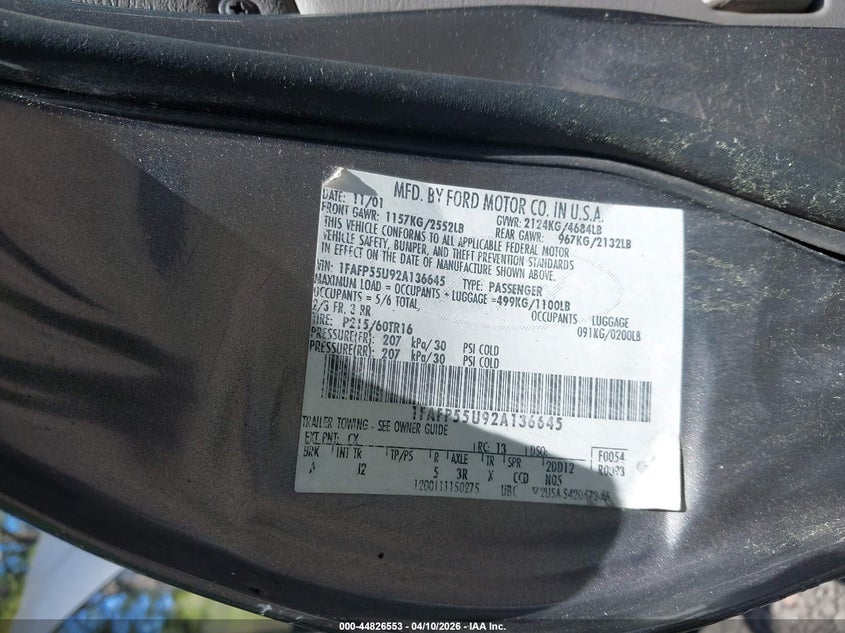 MFD. BY FORD MOTOR CO. IN U.S.A.
DATE: 11/01 GVWR: 2124KG/4684LB
FRONT GAWR: 1157KG/2552LB REAR GAWR: 967KG/2132LB
THIS VEHICLE CONFORMS TO ALL APPLICABLE FEDERAL MOTOR
VEHICLE SAFETY, BUMPER, AND THEFT PREVENTION STANDARDS
IN EFFECT ON THE DATE OF MANUFACTURE SHOWN ABOVE.
VIN: 1FAFP55U92A136645 TYPE: PASSENGER
MAXIMUM LOAD = OCCUPANTS + LUGGAGE =499KG/1100LB
OCCUPANTS = 5/6 TOTAL, OCCUPANTS LUGGAGE
2/3 FR, 3 RR 091KG/0200LB
TIRE: P215/60TR16
PRESSURE(FR): 207 kPa/30 PSI COLD
PRESSURE(RR): 207 kPa/30 PSI COLD
1FAFP55U92A136645
TRAILER TOWING - SEE OWNER GUIDE
EXT PNT: CX RC: 13 DSO: F0054
BRK INT TR TP/PS R AXLE TR SPR 2DD12 R0093
A J2 5 3R X CCD NQS
12001111150275 UBC
000-44826553 - 04/10/2026 - IAA Inc.